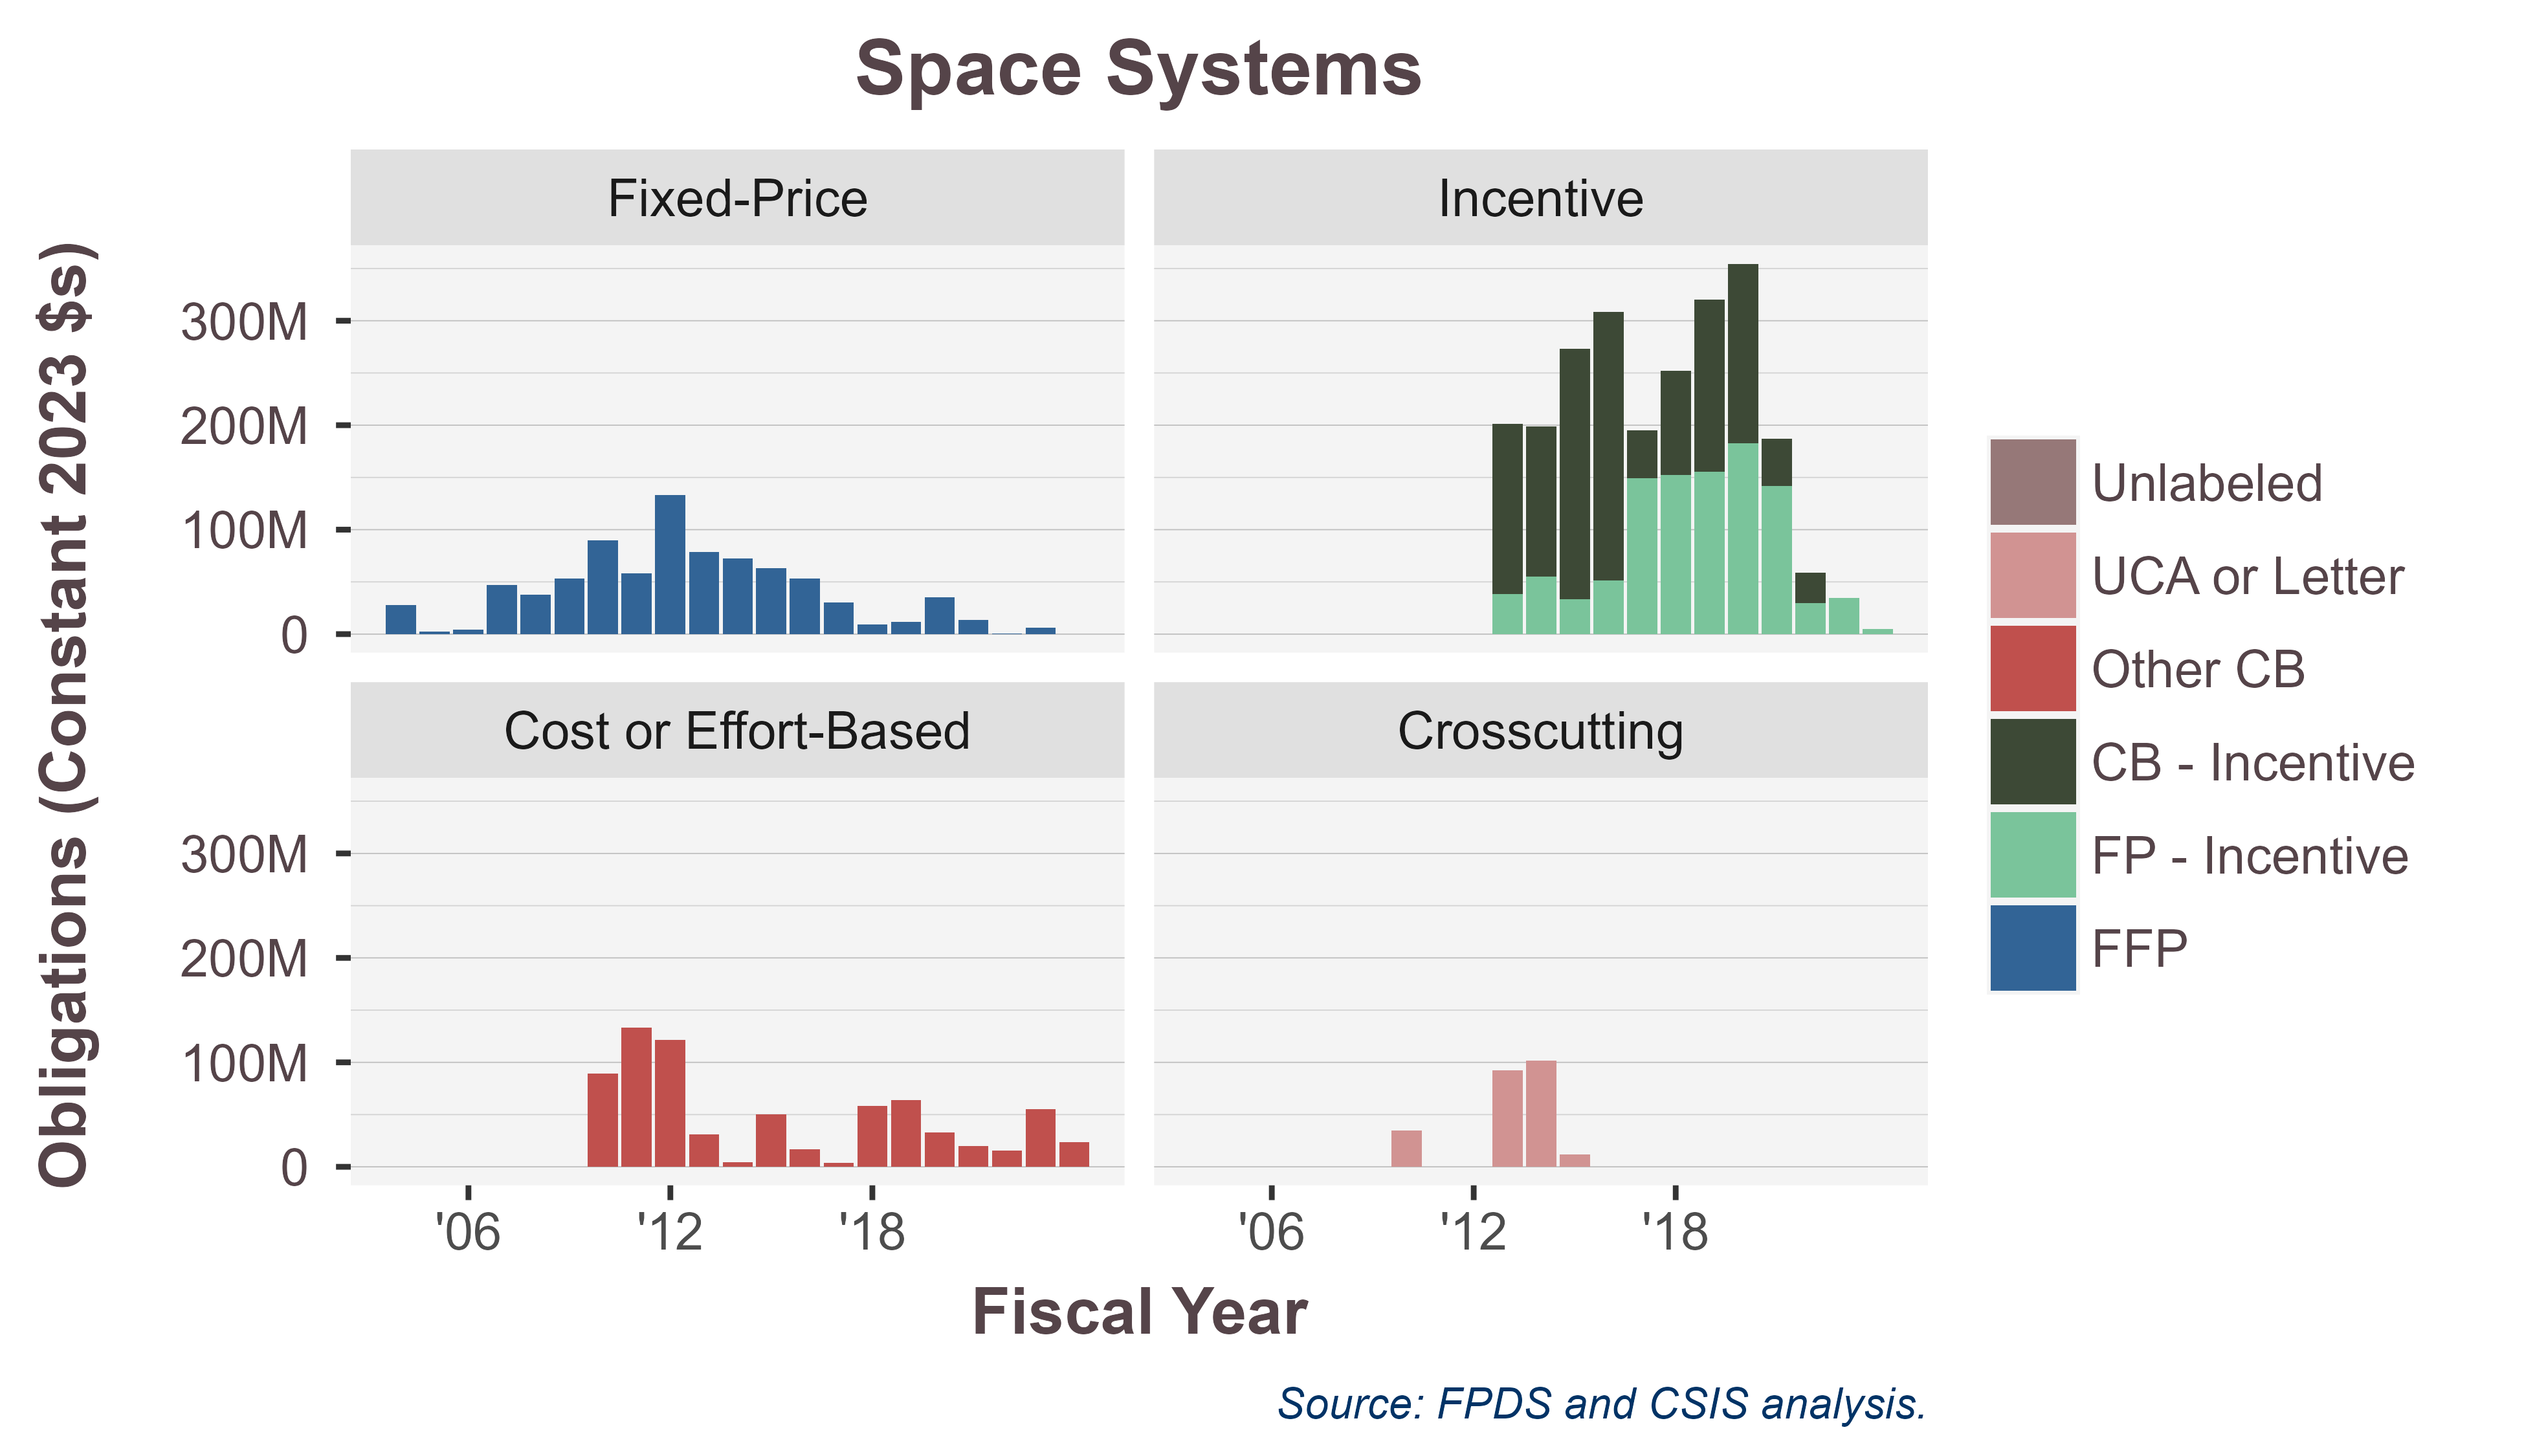 Space Systems
Fixed-Price
Incentive
Obligations (Constant 2023 $s)
300M
200M
100M
0
Cost or Effort-Based
Crosscutting
300M
200M
100M
0
'06
'12
'18
'06
'12
'18
Fiscal Year
Unlabeled
UCA or Letter
Other CB
CB - Incentive
FP - Incentive
FFP
Source: FPDS and CSIS analysis.